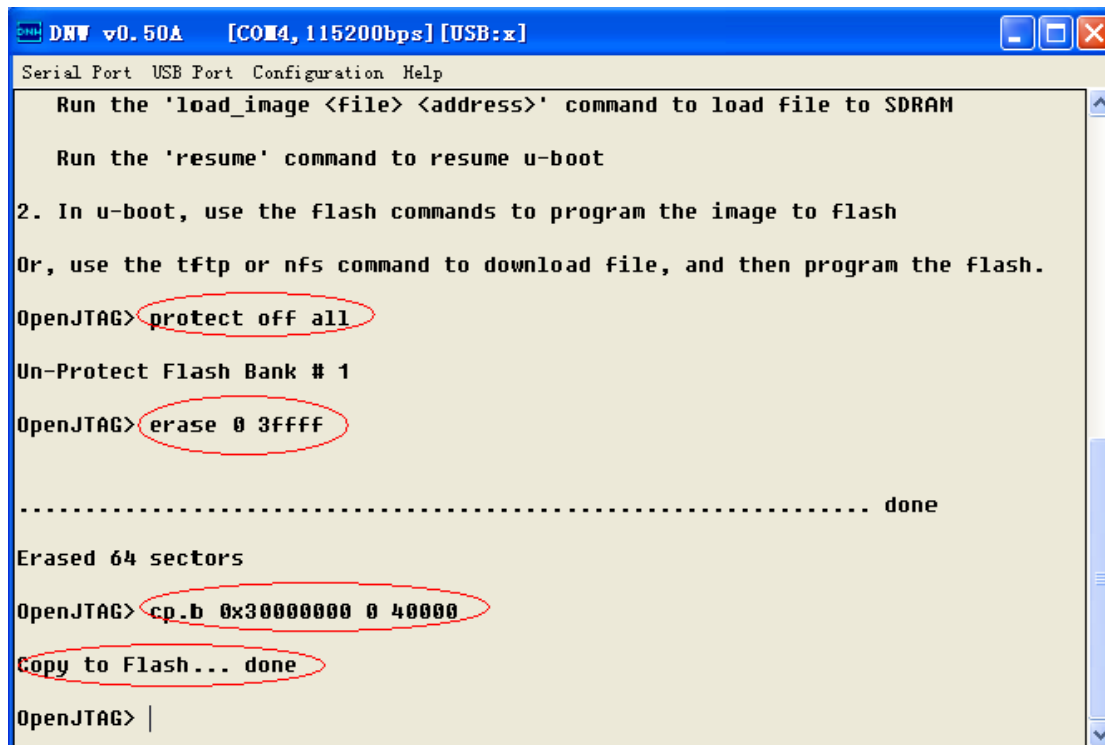 DNW v0.50A [COM4,115200bps][USB:x]
Serial Port USB Port Configuration Help
Run the 'load_image <file> <address>' command to load file to SDRAM
Run the 'resume' command to resume u-boot
2. In u-boot, use the flash commands to program the image to flash
Or, use the tftp or nfs command to download file, and then program the flash.
OpenJTAG> protect off all
Un-Protect Flash Bank # 1
OpenJTAG> erase 0 3ffff
................................................................ done
Erased 64 sectors
OpenJTAG> cp.b 0x30000000 0 40000
Copy to Flash... done
OpenJTAG>